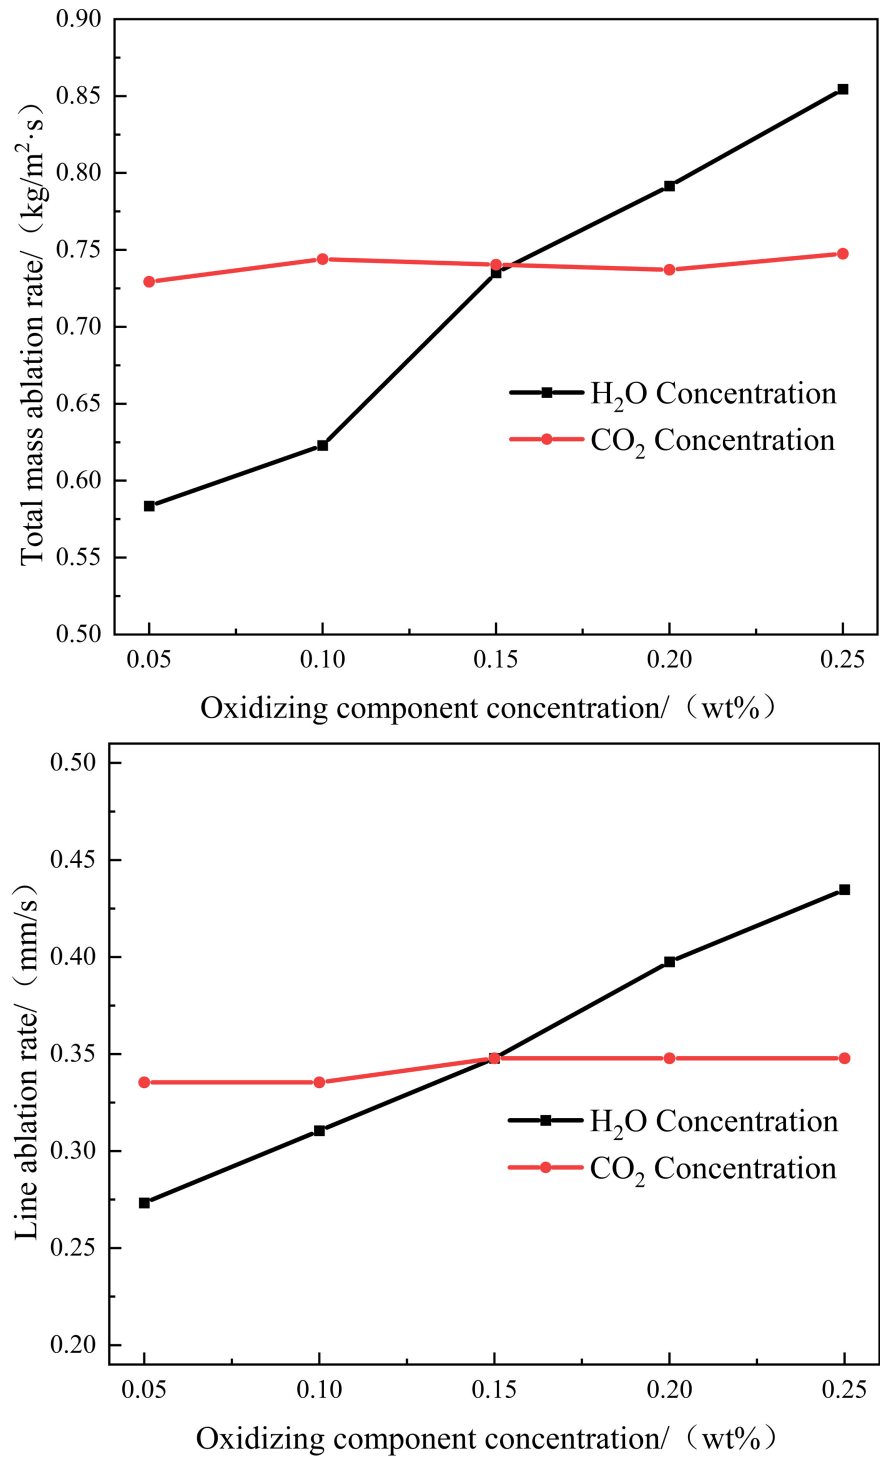 0.90
0.85
0.80
0.75
0.70
0.65
0.60
0.55
0.50
Total mass ablation rate/（kg/m²·s）
H₂O Concentration
CO₂ Concentration
0.05 0.10 0.15 0.20 0.25
Oxidizing component concentration/（wt%）
0.50
0.45
0.40
0.35
0.30
0.25
0.20
Line ablation rate/（mm/s）
H₂O Concentration
CO₂ Concentration
0.05 0.10 0.15 0.20 0.25
Oxidizing component concentration/（wt%）